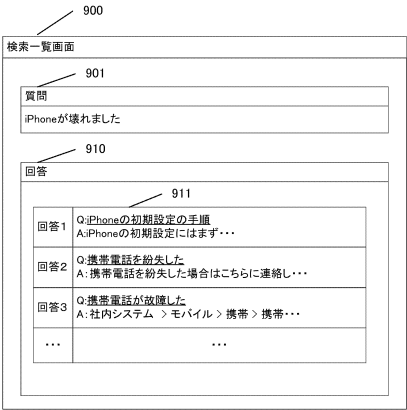 900
検索一覧画面
901
質問
iPhoneが壊れました
910
回答
911
回答1
Q:iPhoneの初期設定の手順
A:iPhoneの初期設定にはまず・・・
回答2
Q:携帯電話を紛失した
A：携帯電話を紛失した場合はこちらに連絡し・・・
回答3
Q:携帯電話が故障した
A：社内システム ＞モバイル＞携帯＞携帯・・・
・・・
・・・